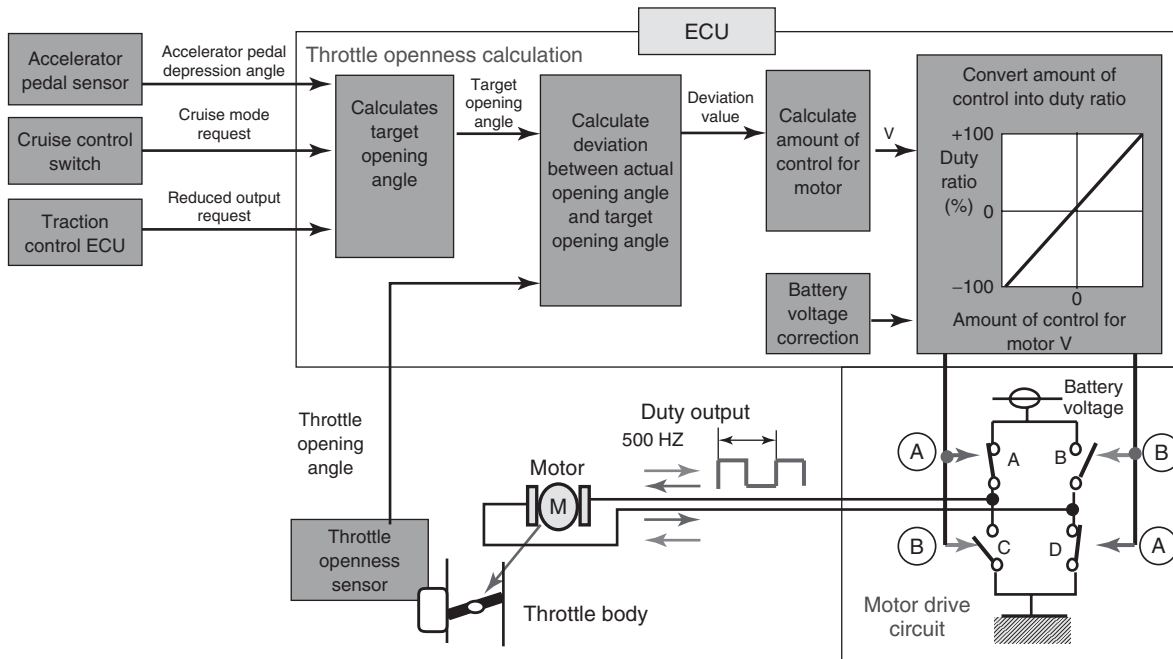 ECU
Throttle openness calculation
Accelerator
pedal sensor
Accelerator pedal
depression angle
Cruise control
switch
Cruise mode
request
Traction
control ECU
Reduced output
request
Calculates
target
opening
angle
Target
opening
angle
Calculate
deviation
between actual
opening angle
and target
opening angle
Deviation
value
Calculate
amount of
control for
motor
V
Battery
voltage
correction
Convert amount of
control into duty ratio
+100
Duty
ratio
(%)
0
−100
0
Amount of control for
motor V
Throttle
opening
angle
Throttle
openness
sensor
Motor
M
Throttle body
Duty output
500 HZ
Battery
voltage
A
A
B
B
B
C
D
A
Motor drive
circuit